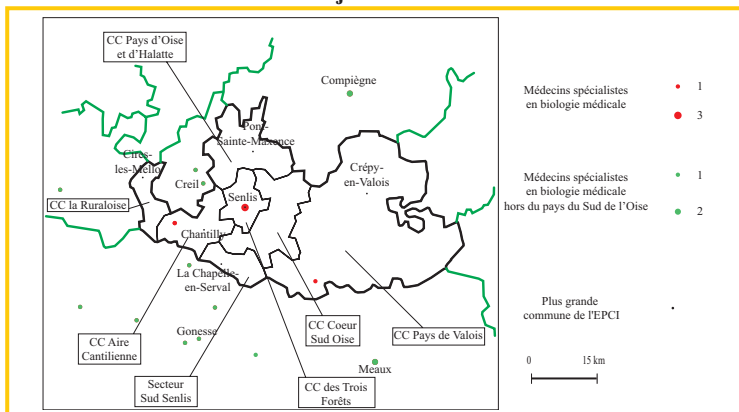 CC Pays d’Oise
et d’Halatte
Compiègne
Pont-
Sainte-Maxence
Cires-
les-Mello
Crépy-
en-Valois
Creil
Senlis
CC la Ruraloise
Chantilly
La Chapelle-
en-Serval
CC Coeur
Sud Oise
CC Pays de Valois
CC Aire
Cantilienne
Gonesse
Secteur
Sud Senlis
CC des Trois
Forêts
Meaux
Médecins spécialistes
en biologie médicale
1
3
Médecins spécialistes
en biologie médicale
hors du pays du Sud de l’Oise
1
2
Plus grande
commune de l'EPCI
0 15 km